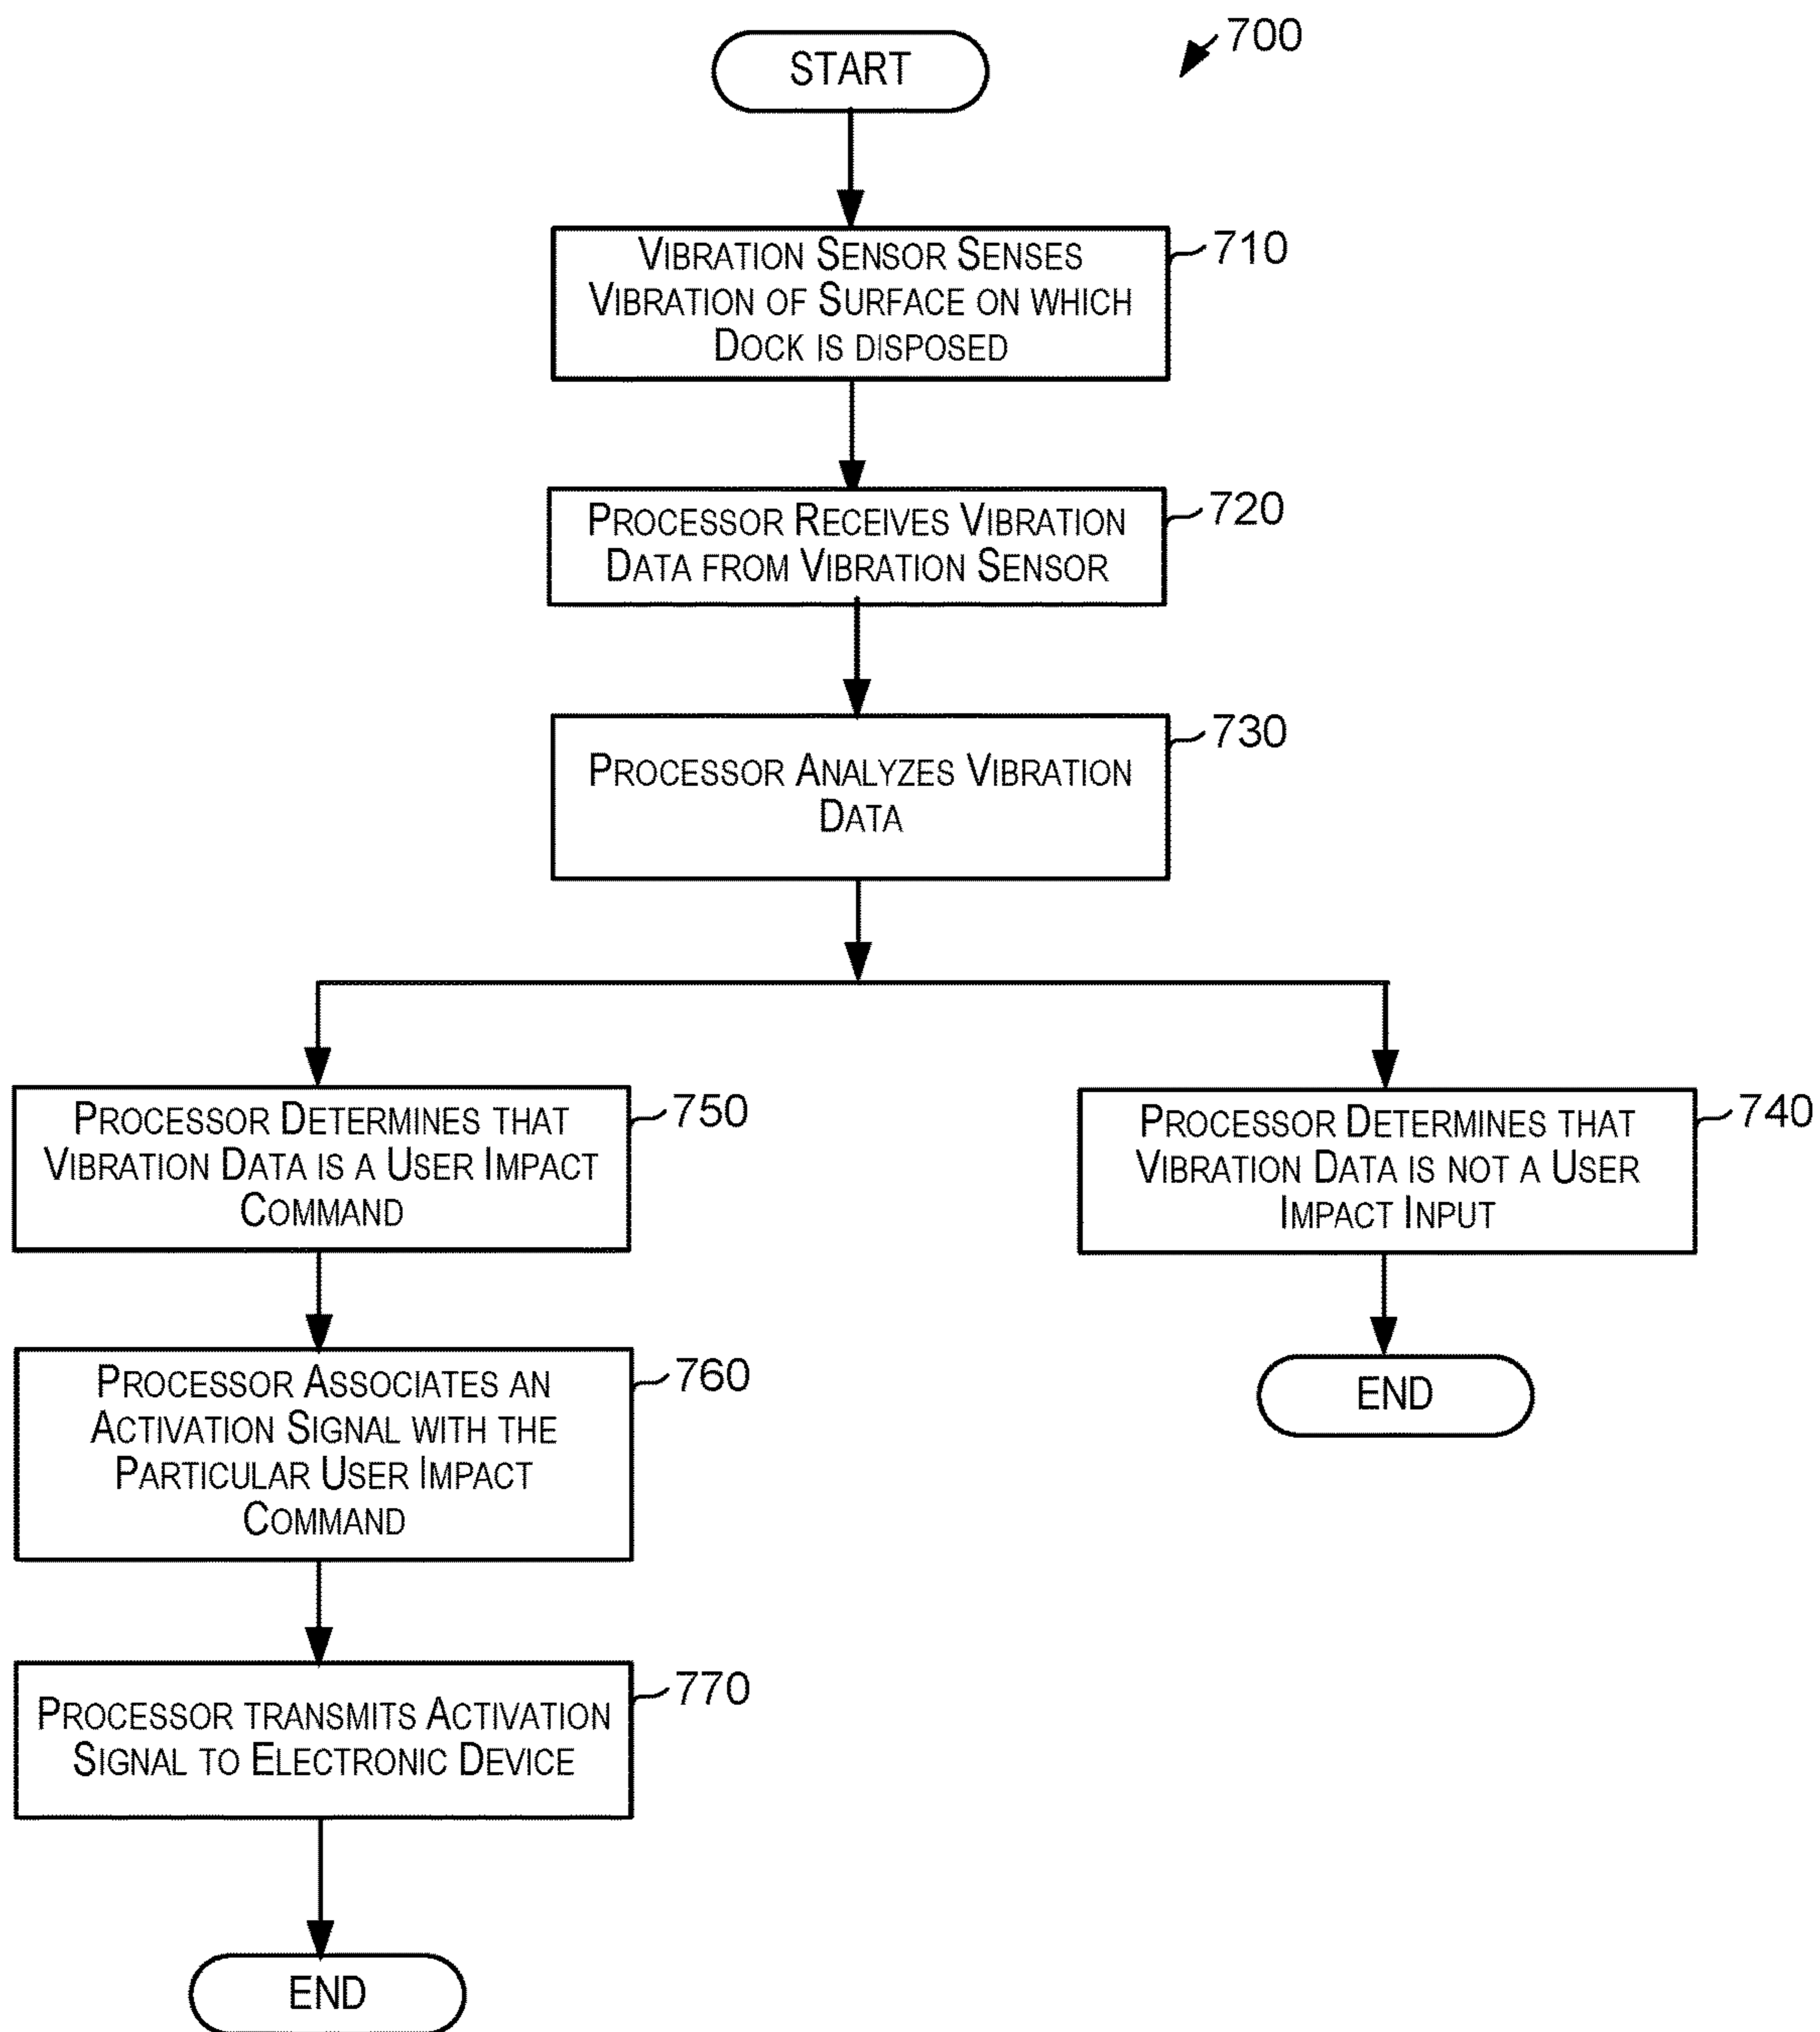 START
700
VIBRATION SENSOR SENSES
VIBRATION OF SURFACE ON WHICH
DOCK IS DISPOSED
710
PROCESSOR RECEIVES VIBRATION
DATA FROM VIBRATION SENSOR
720
PROCESSOR ANALYZES VIBRATION
DATA
730
PROCESSOR DETERMINES THAT
VIBRATION DATA IS A USER IMPACT
COMMAND
750
PROCESSOR DETERMINES THAT
VIBRATION DATA IS NOT A USER
IMPACT INPUT
740
PROCESSOR ASSOCIATES AN
ACTIVATION SIGNAL WITH THE
PARTICULAR USER IMPACT
COMMAND
760
END
PROCESSOR TRANSMITS ACTIVATION
SIGNAL TO ELECTRONIC DEVICE
770
END